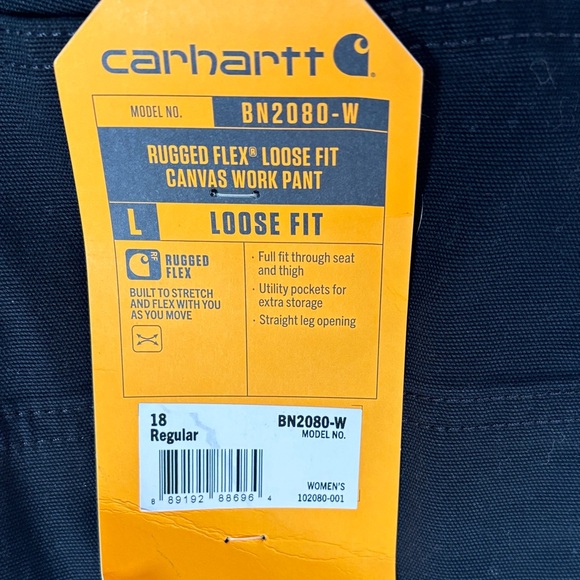 carhartt
MODEL NO. BN2080-W
RUGGED FLEX® LOOSE FIT
CANVAS WORK PANT
L LOOSE FIT
RF
RUGGED
FLEX
BUILT TO STRETCH
AND FLEX WITH YOU
AS YOU MOVE
· Full fit through seat
and thigh
· Utility pockets for
extra storage
· Straight leg opening
18
Regular
BN2080-W
MODEL NO.
8 89192 88696 4
WOMEN'S
102080-001